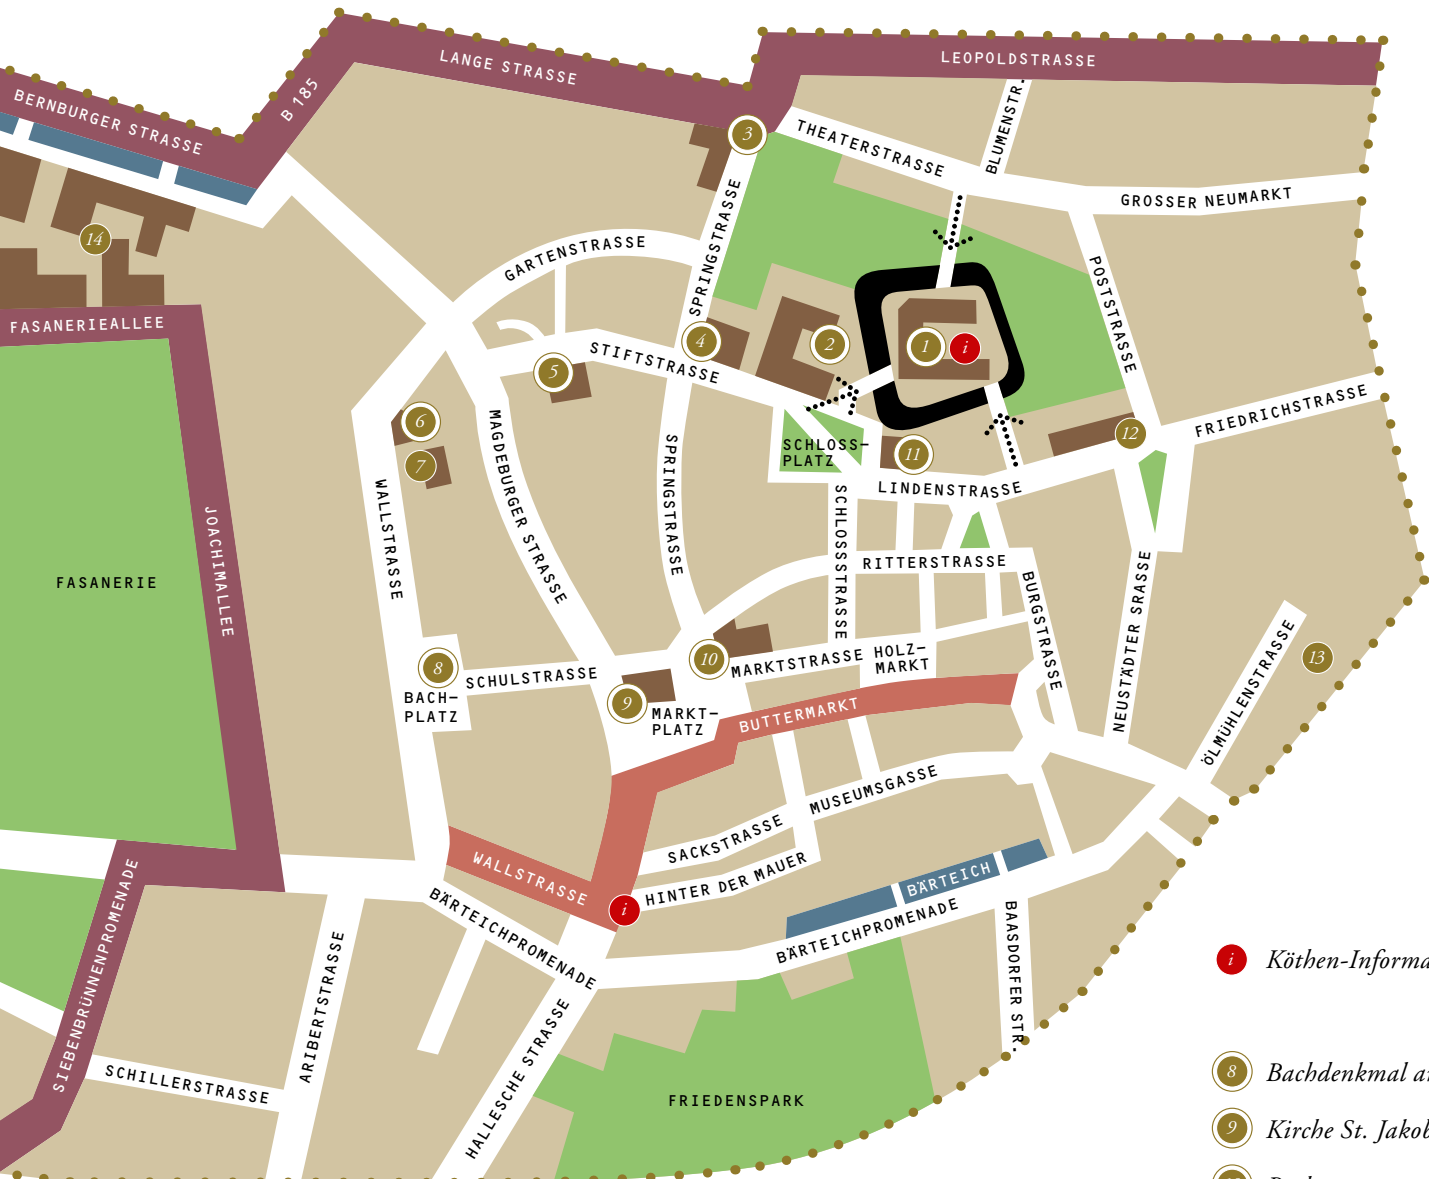 LANGE STRASSE
LEOPOLDSTRASSE
B 185
BERNBURGER STRASSE
BLUMENSTR.
THEATERSTRASSE
3
GROSSER NEUMARKT
14
GARTENSTRASSE
SPRINGSTRASSE
POSTSTRASSE
FASANERIEALLEE
4
2
1
i
STIFTSTRASSE
5
6
7
MAGDEBURGER STRASSE
FRIEDRICHSTRASSE
12
SCHLOSS-
PLATZ
11
LINDENSTRASSE
WALLSTRASSE
SPRINGSTRASSE
SCHLOSSSTRASSE
JOACHIMALLEE
FASANERIE
RITTERSTRASSE
BURGSTRASSE
NEUSTÄDTER SRASSE
ÖLMÜHLENSTRASSE
13
8
BACH-
PLATZ
SCHULSTRASSE
10
MARKTSTRASSE
HOLZ-
MARKT
9
MARKT-
PLATZ
BUTTERMARKT
MUSEUMSGASSE
SACKSTRASSE
HINTER DER MAUER
WALLSTRASSE
i
BÄRTEICH
BÄRTEICHPROMENADE
BÄRTEICHPROMENADE
SIEBENBRÜNNENPROMENADE
ARIBERTSTRASSE
BAASDORFER STR.
SCHILLERSTRASSE
HALLESCHE STRASSE
FRIEDENSPARK
i Köthen-Informa
8 Bachdenkmal a
9 Kirche St. Jakob